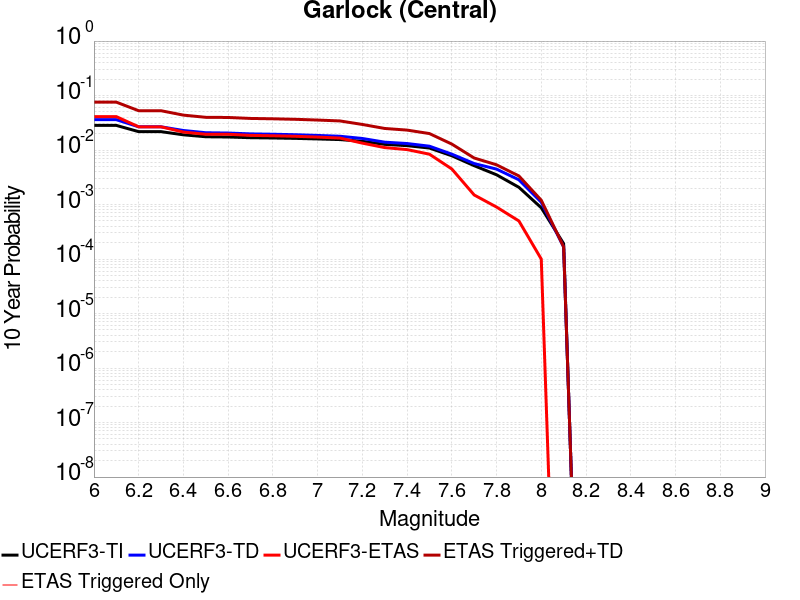 Garlock (Central)
10 0
10 -1
10 -2
10 -3
10 -4
10 -5
10 -6
10 -7
10 -8
10 Year Probability
6 6.2 6.4 6.6 6.8 7 7.2 7.4 7.6 7.8 8 8.2 8.4 8.6 8.8 9
Magnitude
UCERF3-TI UCERF3-TD UCERF3-ETAS ETAS Triggered+TD
ETAS Triggered Only